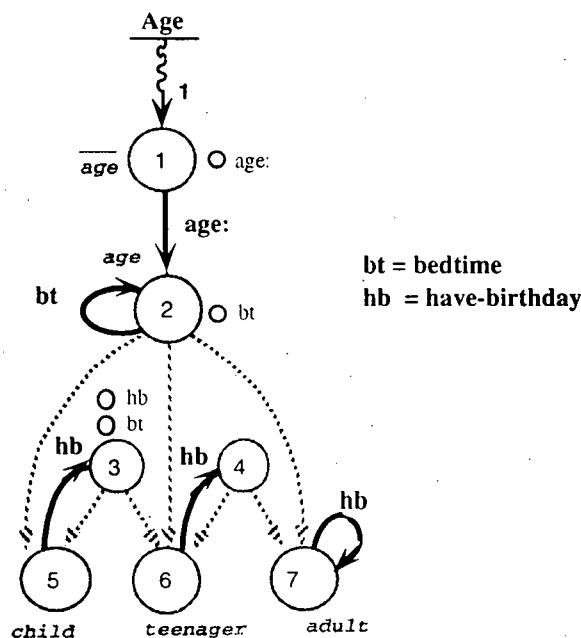 Age
1
age
1
age:
age:
age
bt
2
bt
bt = bedtime
hb = have-birthday
hb
bt
hb
3
hb
4
hb
5
6
7
child
teenager
adult